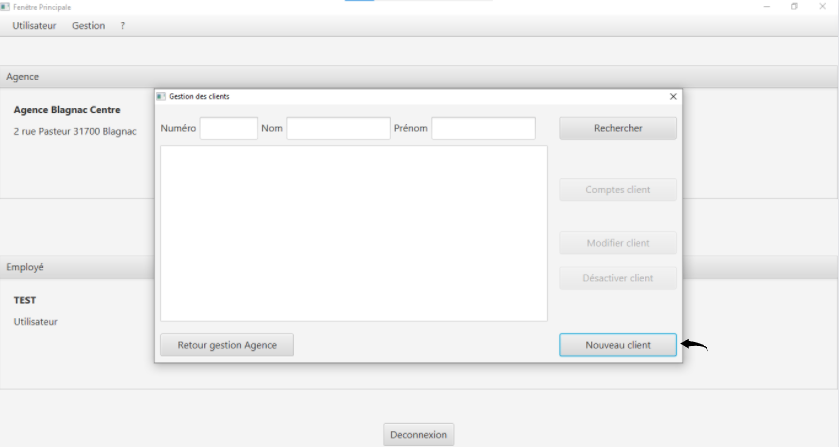 Fenêtre Principale
Utilisateur Gestion ?
Agence
Agence Blagnac Centre
2 rue Pasteur 31700 Blagnac
Gestion des clients
Numéro Nom Prénom Rechercher
Comptes client
Modifier client
Désactiver client
Retour gestion Agence Nouveau client
Employé
TEST
Utilisateur
Deconnexion